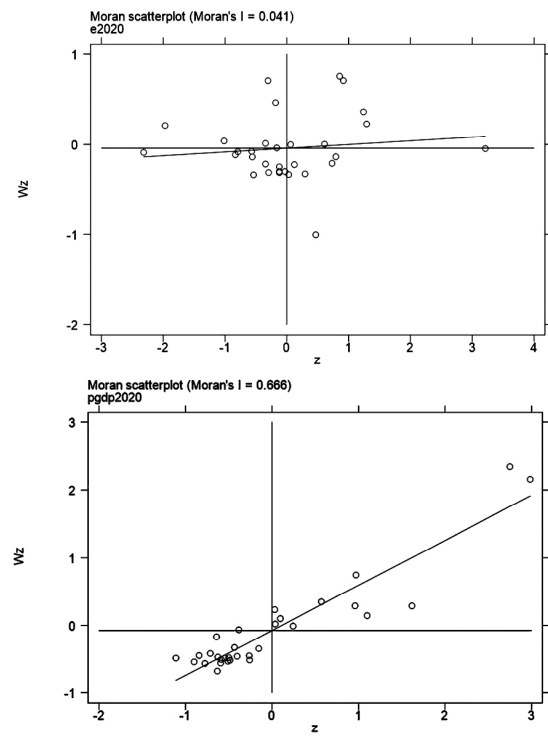 Moran scatterplot (Moran's I = 0.041)
e2020
1
0
-1
-2
Wz
-3 -2 -1 0 1 2 3 4
z
Moran scatterplot (Moran's I = 0.666)
pgdp2020
3
2
1
0
-1
Wz
-2 -1 0 1 2 3
z